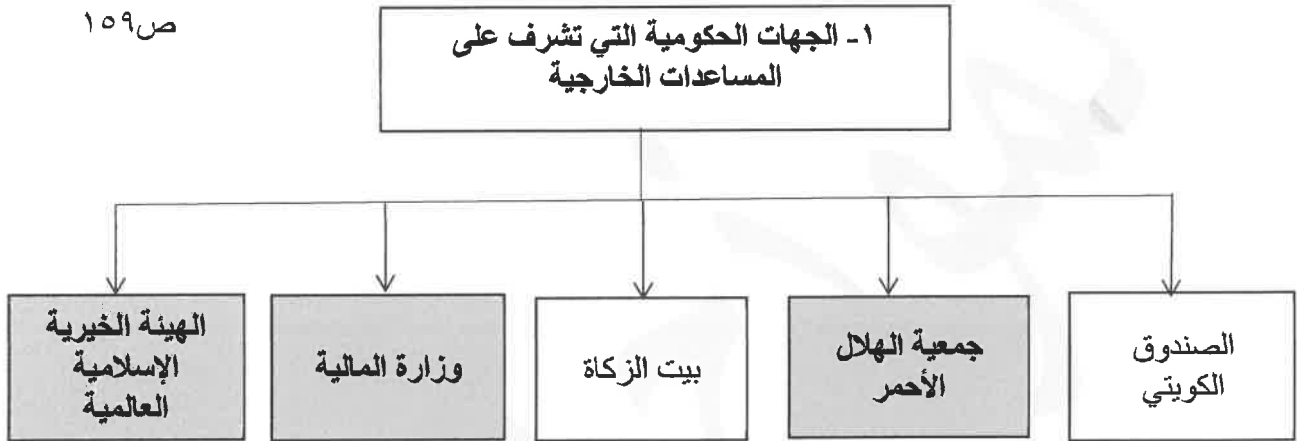 ص١٥٩
١- الجهات الحكومية التي تشرف على
المساعدات الخارجية
الصندوق
الكويتي
جمعية الهلال
الأحمر
بيت الزكاة
وزارة المالية
الهيئة الخيرية
الإسلامية
العالمية